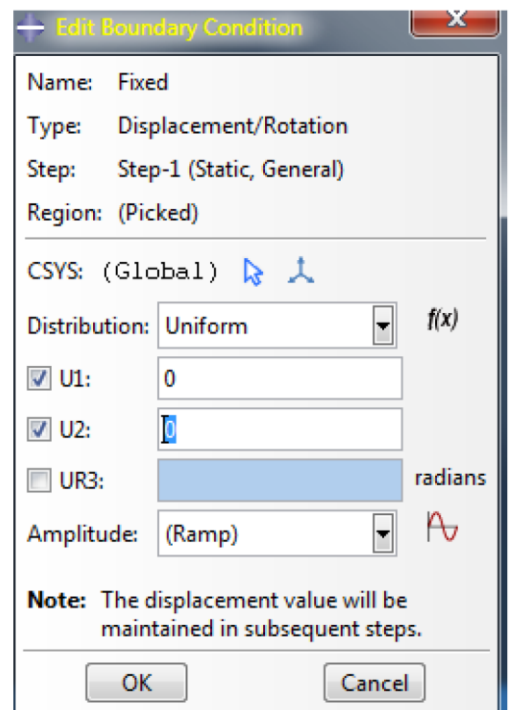 Edit Boundary Condition
X
Name: Fixed
Type: Displacement/Rotation
Step: Step-1 (Static, General)
Region: (Picked)
CSYS: (Global)
Distribution: Uniform f(x)
U1: 0
U2: 0
UR3: radians
Amplitude: (Ramp)
Note: The displacement value will be
maintained in subsequent steps.
OK Cancel